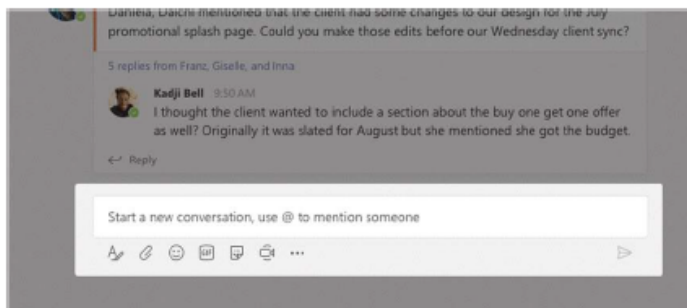 Daniela, Daichi mentioned that the client had some changes to our design for the July
promotional splash page. Could you make those edits before our Wednesday client sync?
5 replies from Franz, Giselle, and Inna
Kadji Bell 9:50 AM
I thought the client wanted to include a section about the buy one get one offer
as well? Originally it was slated for August but she mentioned she got the budget.
Reply
Start a new conversation, use @ to mention someone
GIF